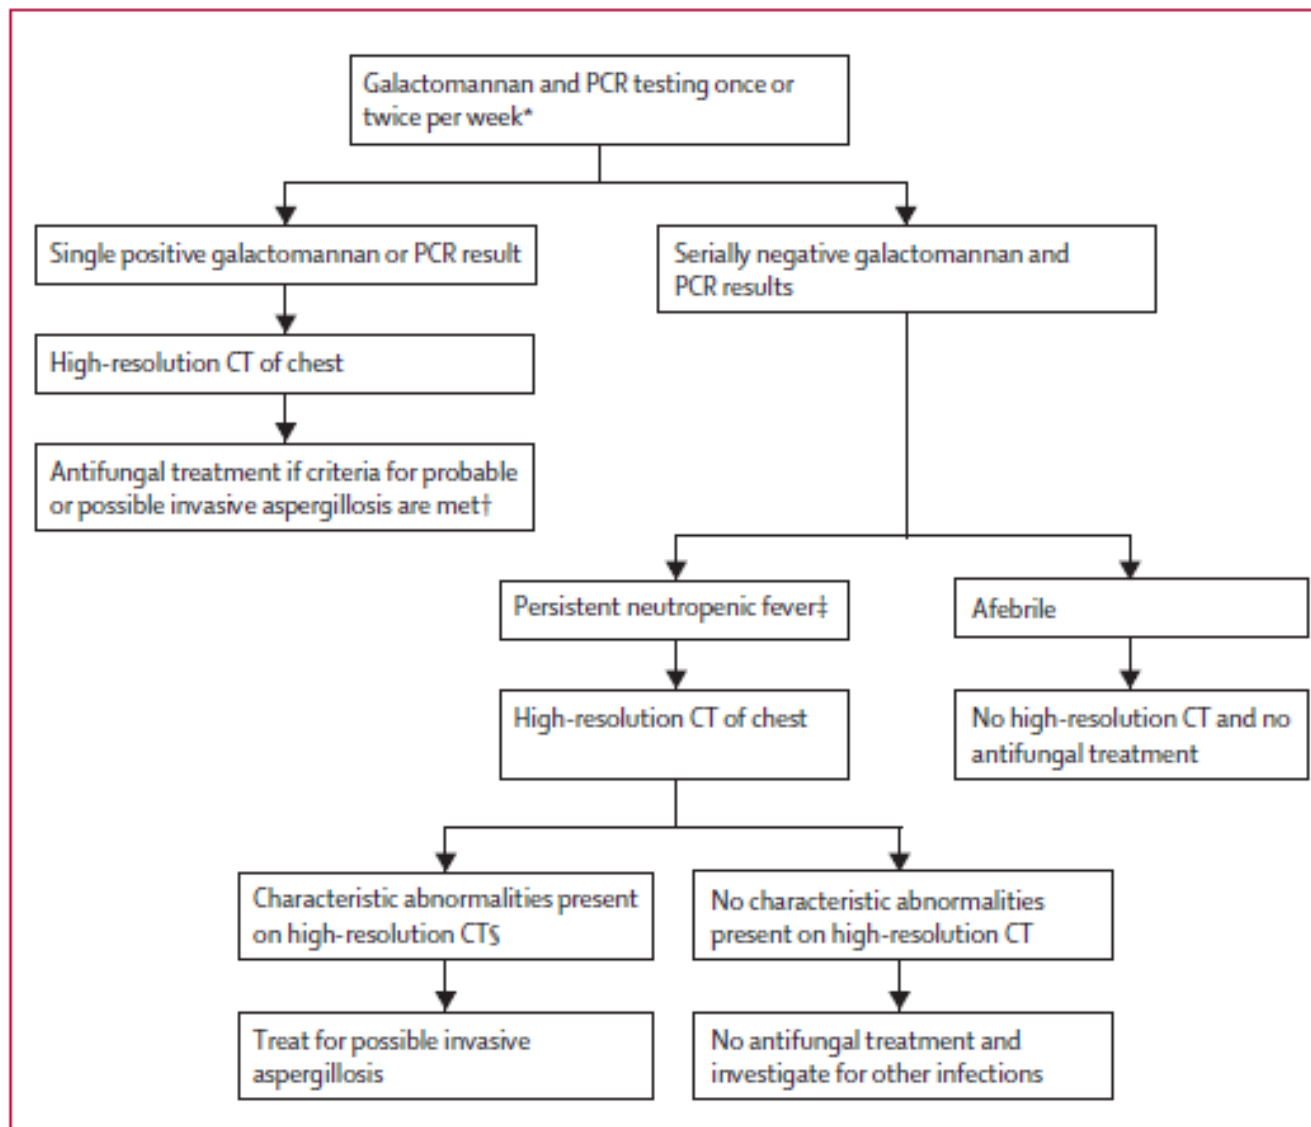 Galactomannan and PCR testing once or
twice per week*
Single positive galactomannan or PCR result
Serially negative galactomannan and
PCR results
High-resolution CT of chest
Antifungal treatment if criteria for probable
or possible invasive aspergillosis are met†
Persistent neutropenic fever‡
Afebrile
High-resolution CT of chest
No high-resolution CT and no
antifungal treatment
Characteristic abnormalities present
on high-resolution CT§
No characteristic abnormalities
present on high-resolution CT
Treat for possible invasive
aspergillosis
No antifungal treatment and
investigate for other infections